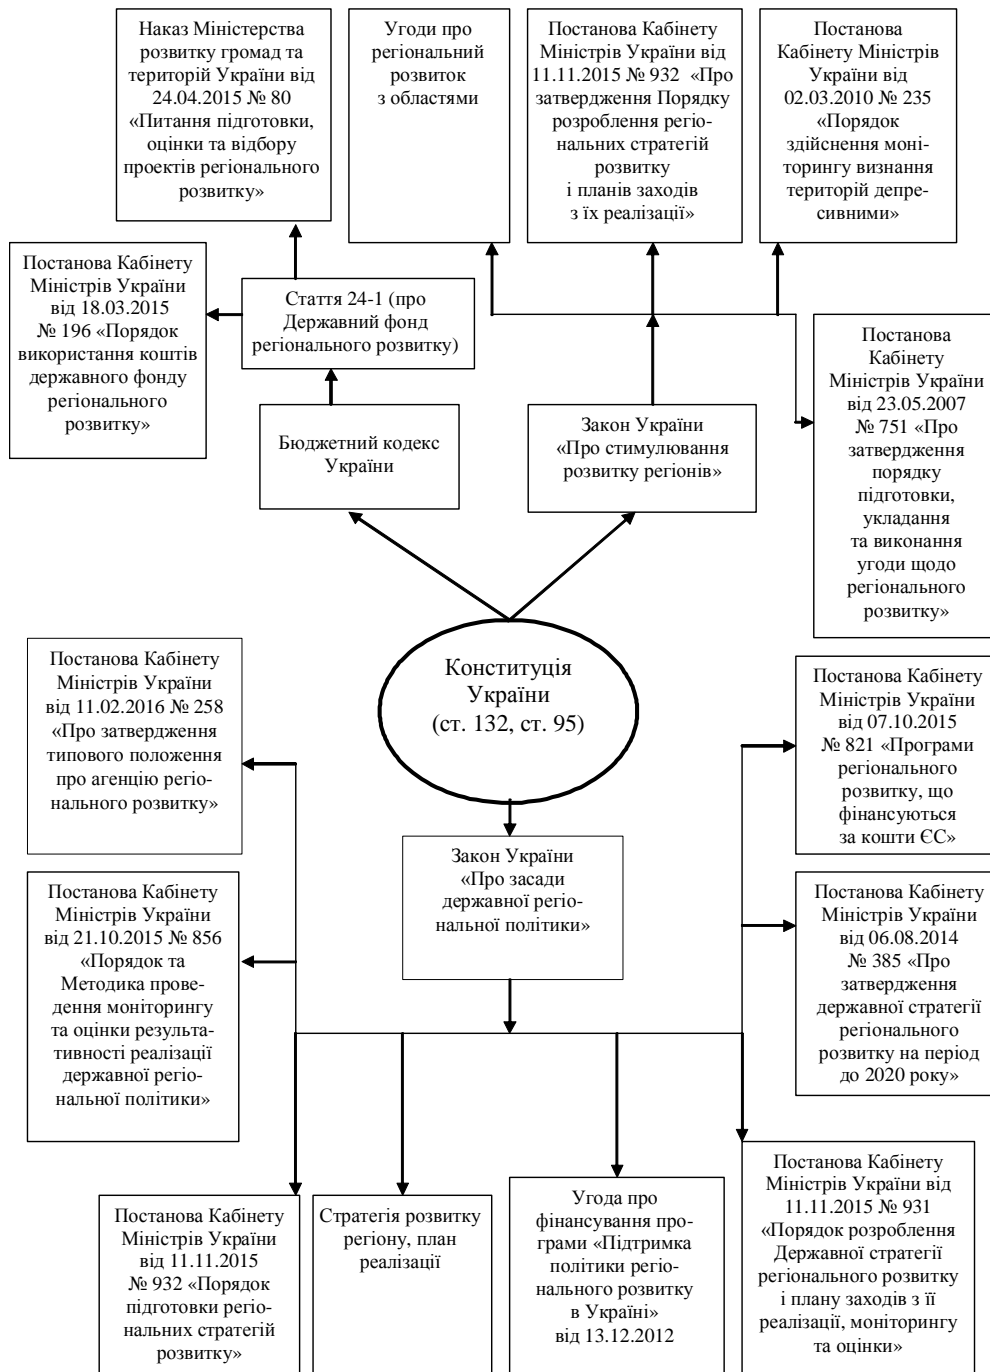 Наказ Міністерства
розвитку громад та
територій України від
24.04.2015 № 80
«Питання підготовки,
оцінки та відбору
проектів регіонального
розвитку»
Угоди про
регіональний
розвиток
з областями
Постанова Кабінету
Міністрів України від
11.11.2015 № 932 «Про
затвердження Порядку
розроблення регіо-
нальних стратегій
розвитку
і планів заходів
з їх реалізації»
Постанова
Кабінету Міністрів
України від
02.03.2010 № 235
«Порядок
здійснення моні-
торингу визнання
територій депре-
сивними»
Постанова Кабінету
Міністрів України
від 18.03.2015
№ 196 «Порядок
використання коштів
державного фонду
регіонального
розвитку»
Стаття 24-1 (про
Державний фонд
регіонального розвитку)
Бюджетний кодекс
України
Закон України
«Про стимулювання
розвитку регіонів»
Постанова
Кабінету
Міністрів України
від 23.05.2007
№ 751 «Про
затвердження
порядку
підготовки,
укладання
та виконання
угоди щодо
регіонального
розвитку»
Конституція
України
(ст. 132, ст. 95)
Постанова Кабінету
Міністрів України
від 11.02.2016 № 258
«Про затвердження
типового положення
про агенцію регіо-
нального розвитку»
Постанова Кабінету
Міністрів України
від 07.10.2015
№ 821 «Програми
регіонального
розвитку, що
фінансуються
за кошти ЄС»
Закон України
«Про засади
державної регіо-
нальної політики»
Постанова Кабінету
Міністрів України
від 21.10.2015 № 856
«Порядок та
Методика прове-
дення моніторингу
та оцінки результа-
тивності реалізації
державної регіо-
нальної політики»
Постанова Кабінету
Міністрів України
від 06.08.2014
№ 385 «Про
затвердження
державної стратегії
регіонального
розвитку на період
до 2020 року»
Постанова Кабінету
Міністрів України
від 11.11.2015
№ 932 «Порядок
підготовки регіо-
нальних стратегій
розвитку»
Стратегія розвитку
регіону, план
реалізації
Угода про
фінансування про-
грами «Підтримка
політики регіо-
нального розвитку
в Україні»
від 13.12.2012
Постанова Кабінету
Міністрів України від
11.11.2015 № 931
«Порядок розроблення
Державної стратегії
регіонального розвитку
і плану заходів з її
реалізації, моніторингу
та оцінки»